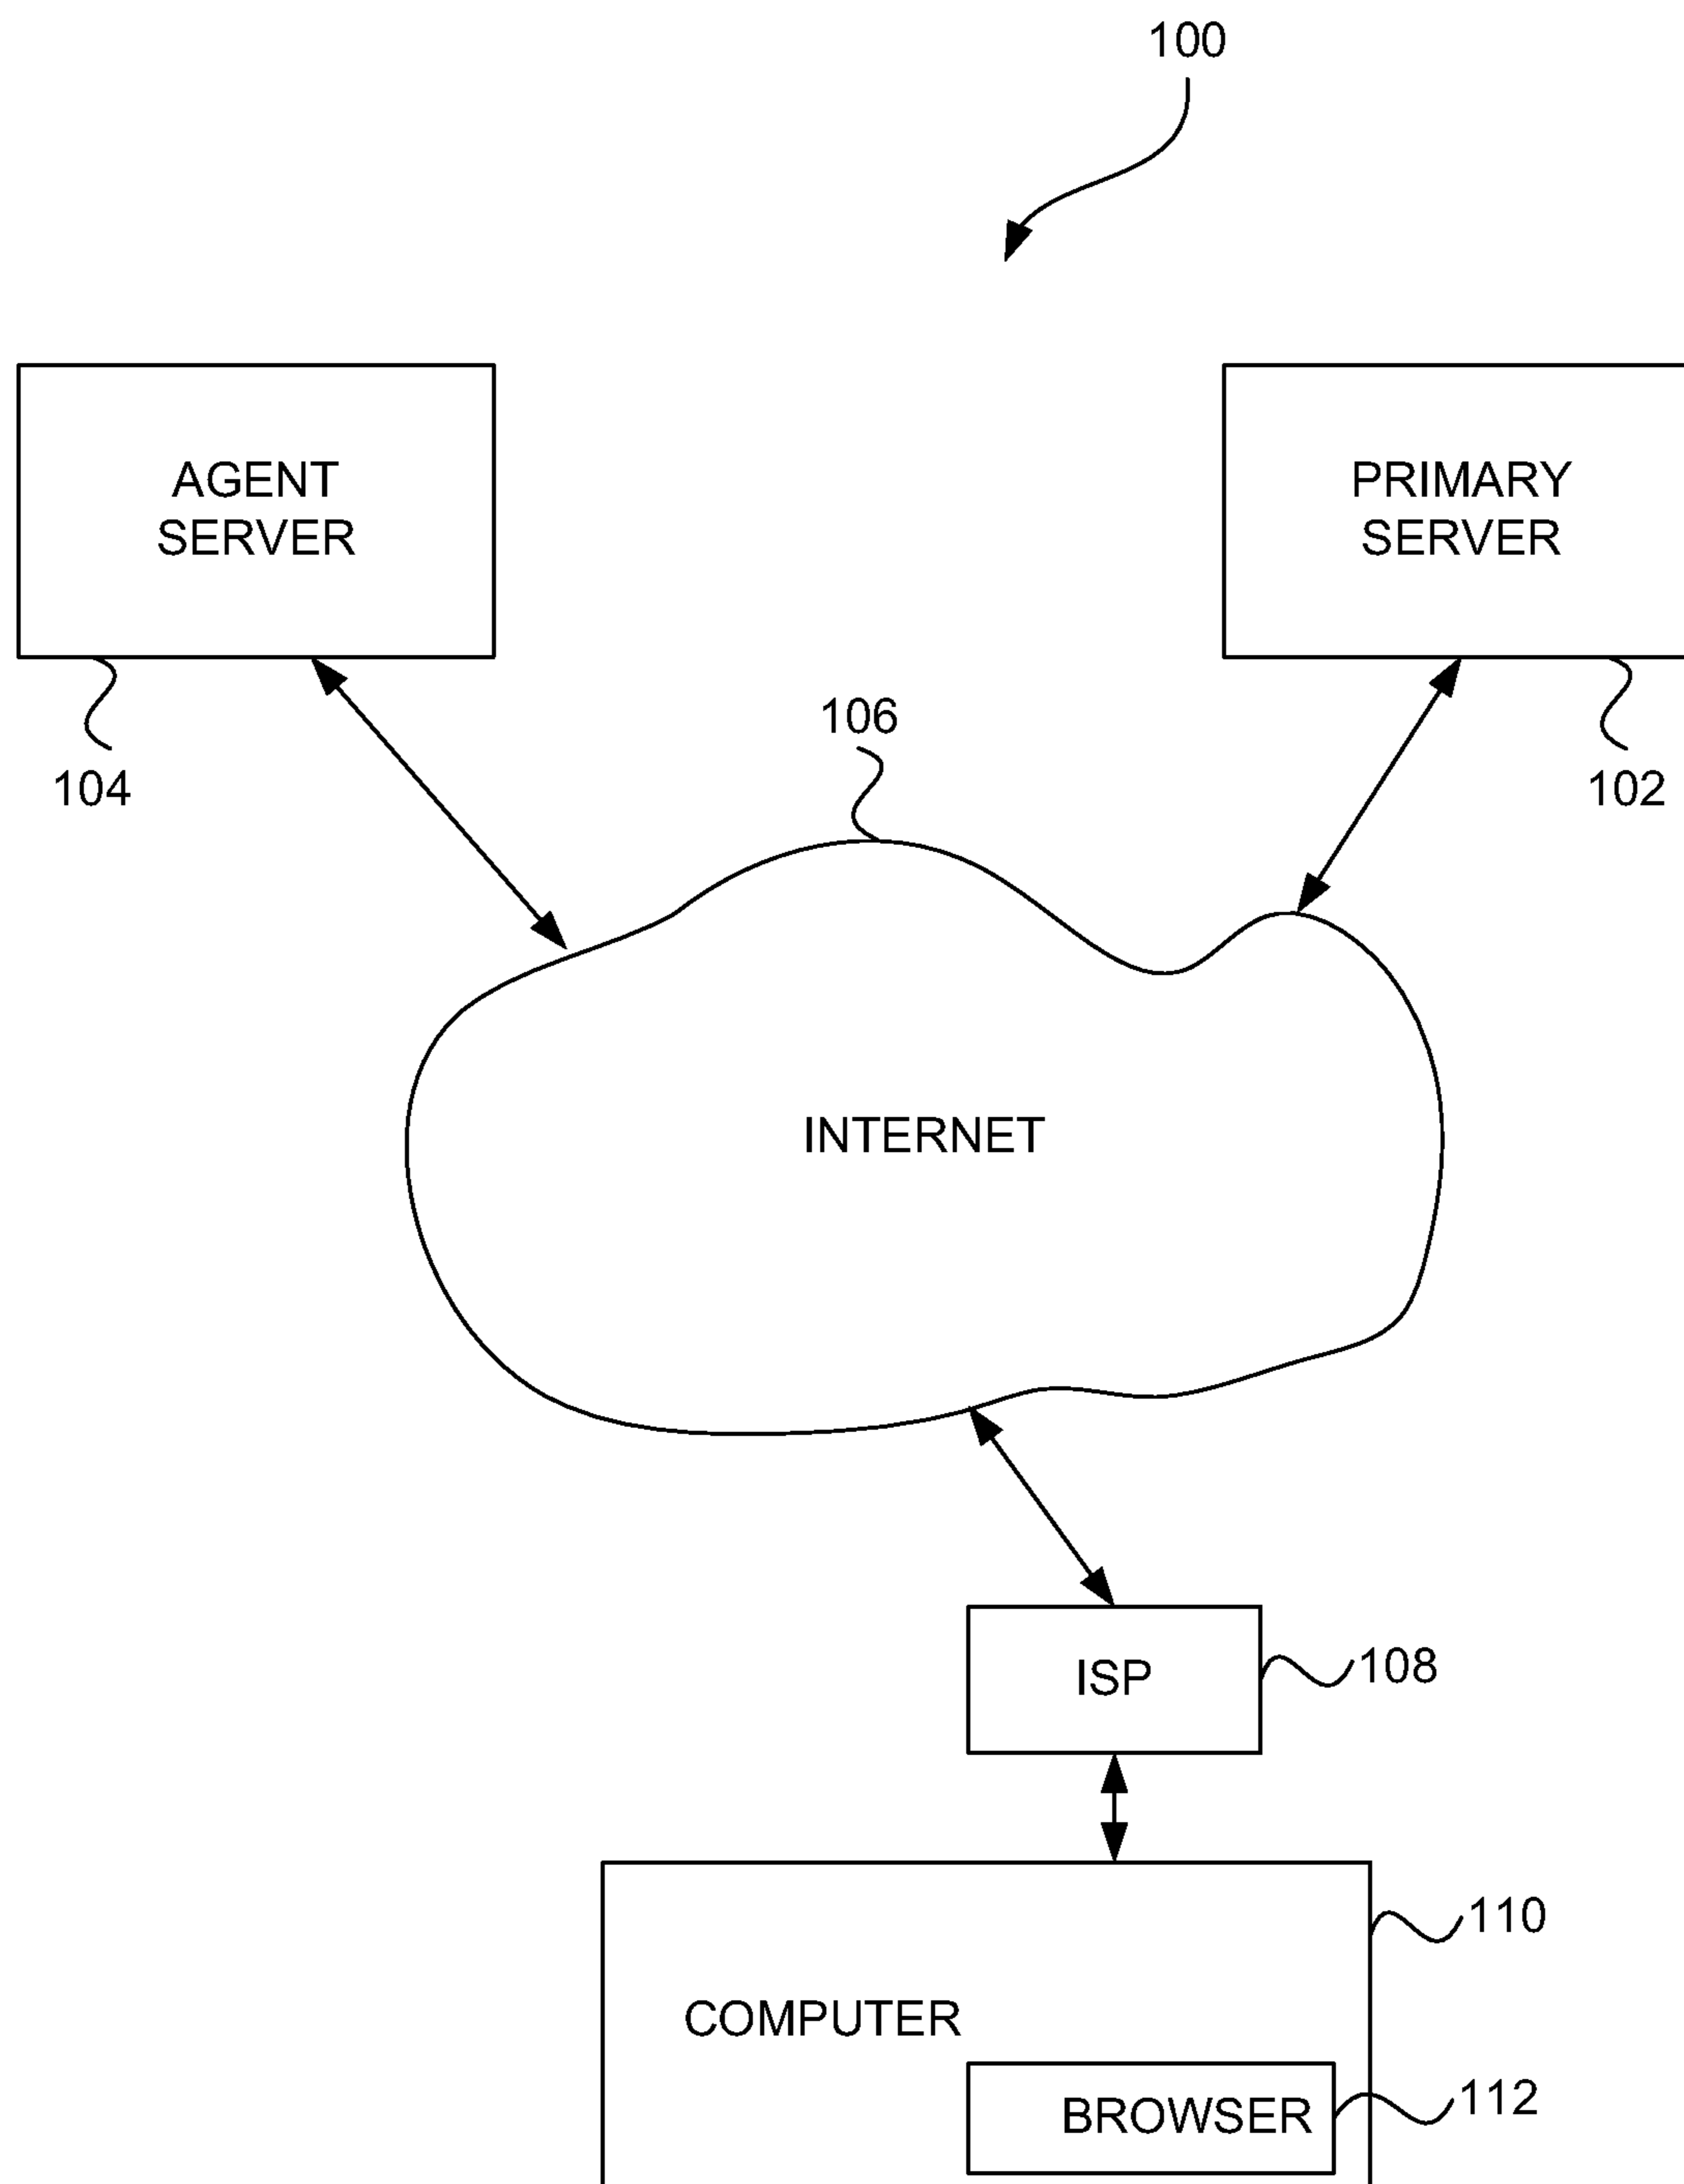 100
AGENT
SERVER
PRIMARY
SERVER
106
104
102
INTERNET
ISP
108
110
COMPUTER
BROWSER
112